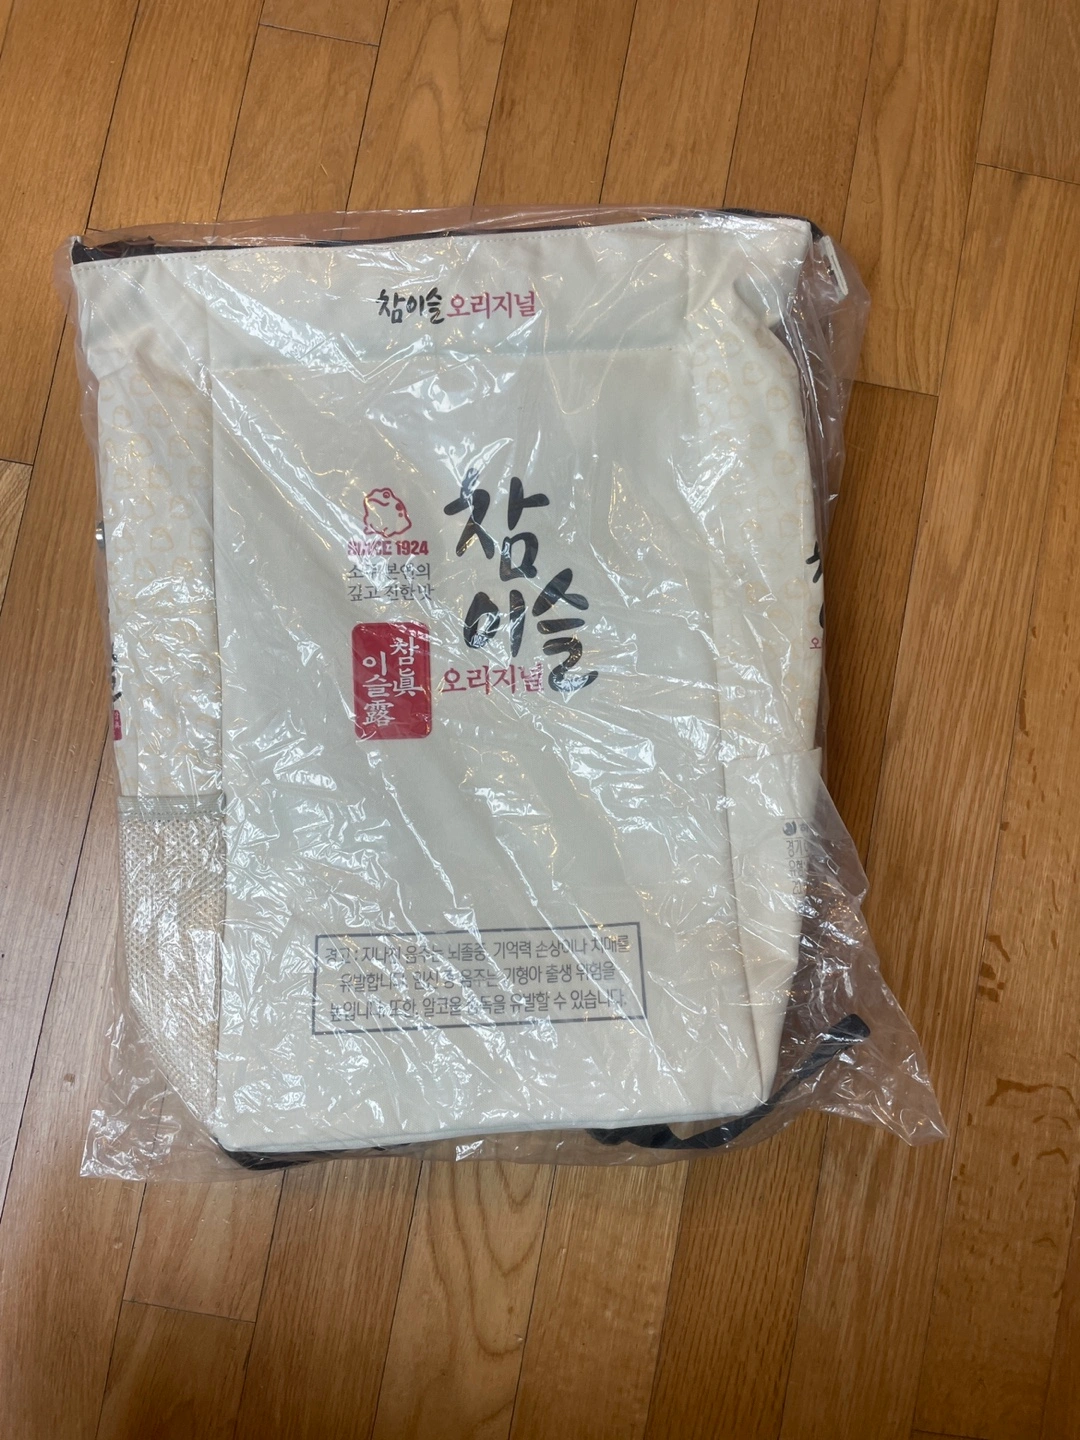 참이슬 오리지널
SINCE 1924
소주 본연의
깊고 진한 맛
참이슬
오리지널
참眞
이슬露
경고 : 지나친 음주는 뇌졸중, 기억력 손상이나 치매를
유발합니다. 임신 중 음주는 기형아 출생 위험을
높입니다. 또한, 알코올 중독을 유발할 수 있습니다.
경기